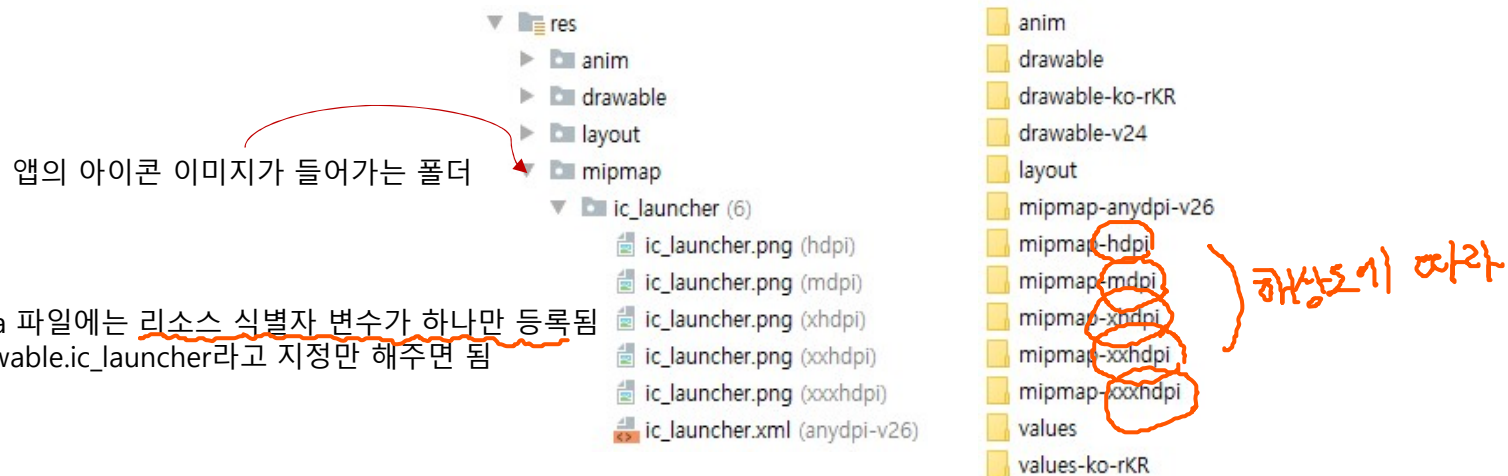 앱의 아이콘 이미지가 들어가는 폴더
a 파일에는 리소스 식별자 변수가 하나만 등록됨
wable.ic_launcher라고 지정만 해주면 됨
res
anim
drawable
layout
mipmap
ic_launcher (6)
ic_launcher.png (hdpi)
ic_launcher.png (mdpi)
ic_launcher.png (xhdpi)
ic_launcher.png (xxhdpi)
ic_launcher.png (xxxhdpi)
ic_launcher.xml (anydpi-v26)
anim
drawable
drawable-ko-rKR
drawable-v24
layout
mipmap-anydpi-v26
mipmap-hdpi
mipmap-mdpi
mipmap-xhdpi
mipmap-xxhdpi
mipmap-xxxhdpi
values
values-ko-rKR
해상도에 따라